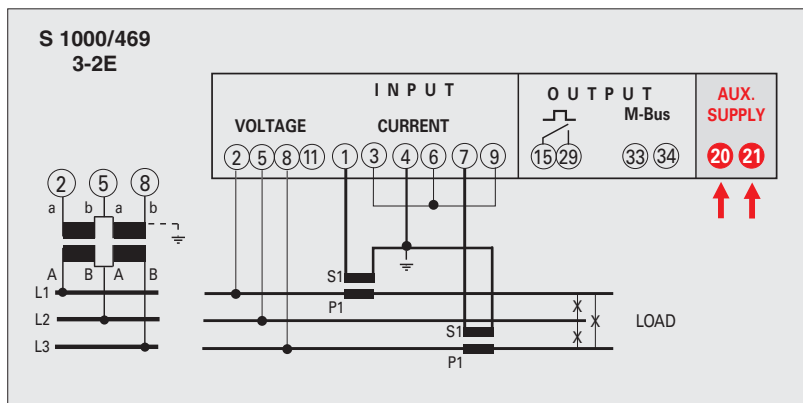 S 1000/469
3-2E
INPUT
OUTPUT
AUX.
SUPPLY
M-Bus
VOLTAGE
CURRENT
2 5 8 11 1 3 4 6 7 9 15 29 33 34 20 21
2 5 8
a b a b
A B A B
S1
L1
P1
L2
X
X
LOAD
S1
X
L3
P1